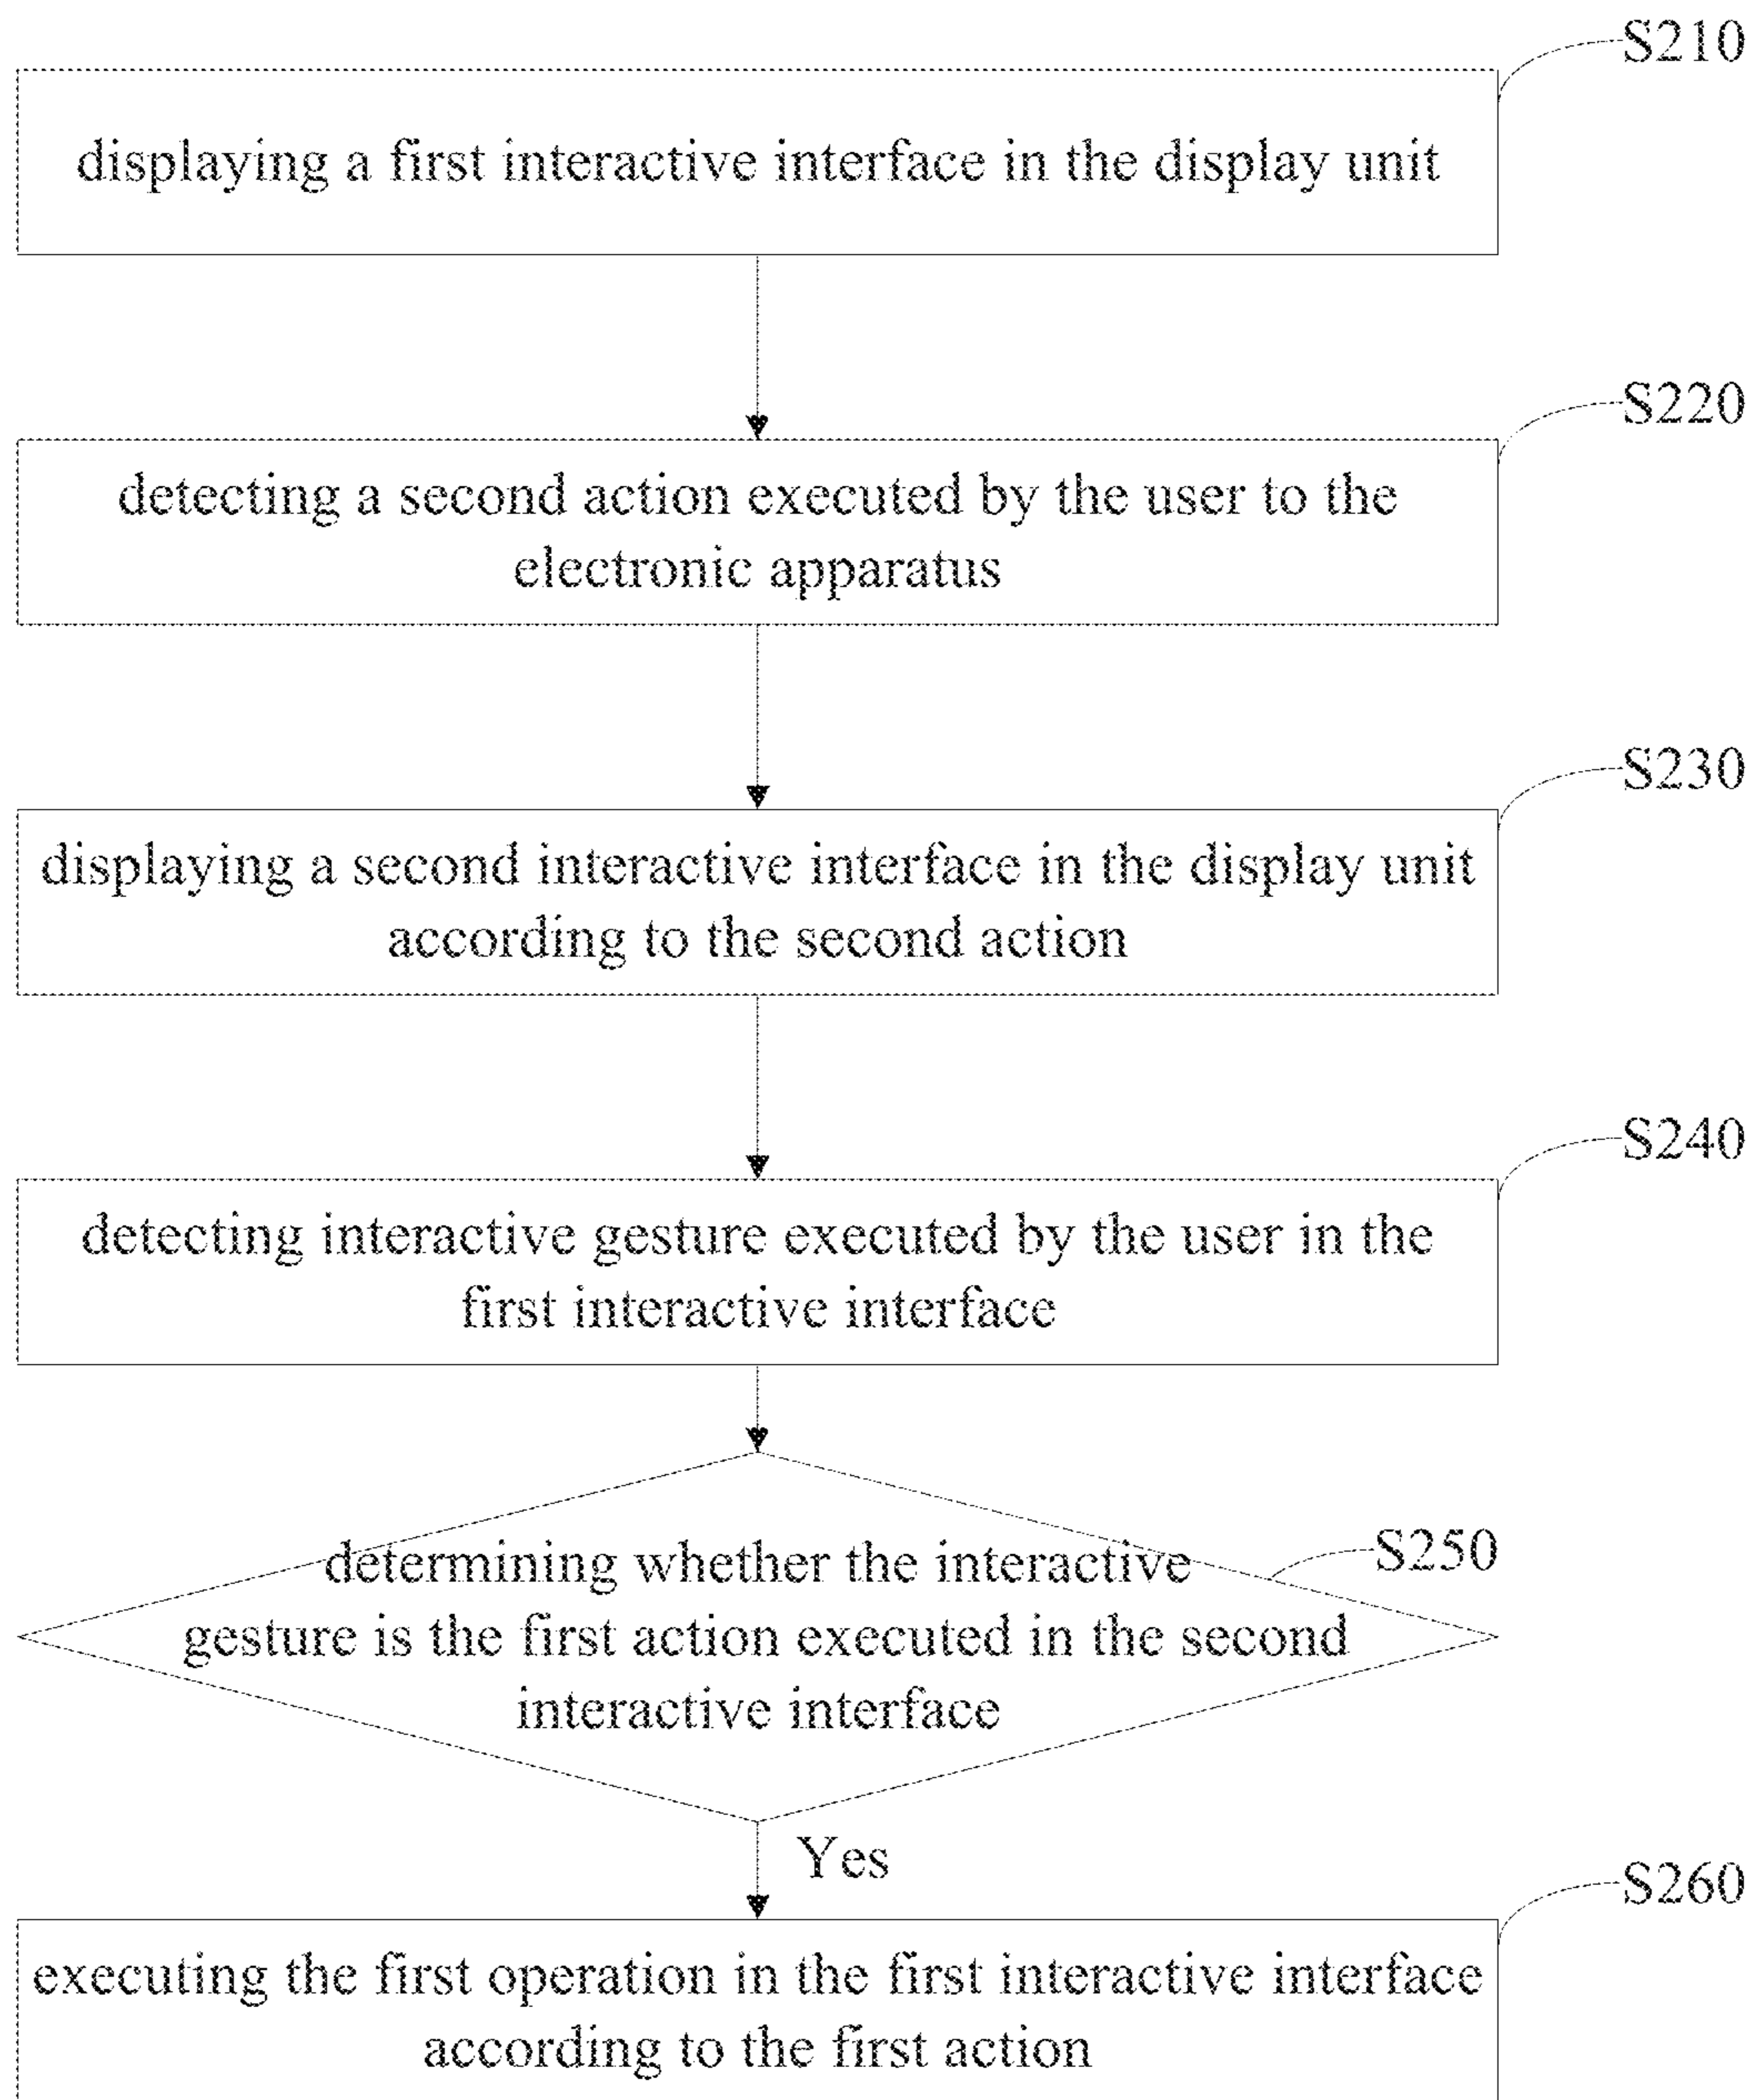 S210
displaying a first interactive interface in the display unit
S220
detecting a second action executed by the user to the
electronic apparatus
S230
displaying a second interactive interface in the display unit
according to the second action
S240
detecting interactive gesture executed by the user in the
first interactive interface
S250
determining whether the interactive
gesture is the first action executed in the second
interactive interface
Yes
S260
executing the first operation in the first interactive interface
according to the first action